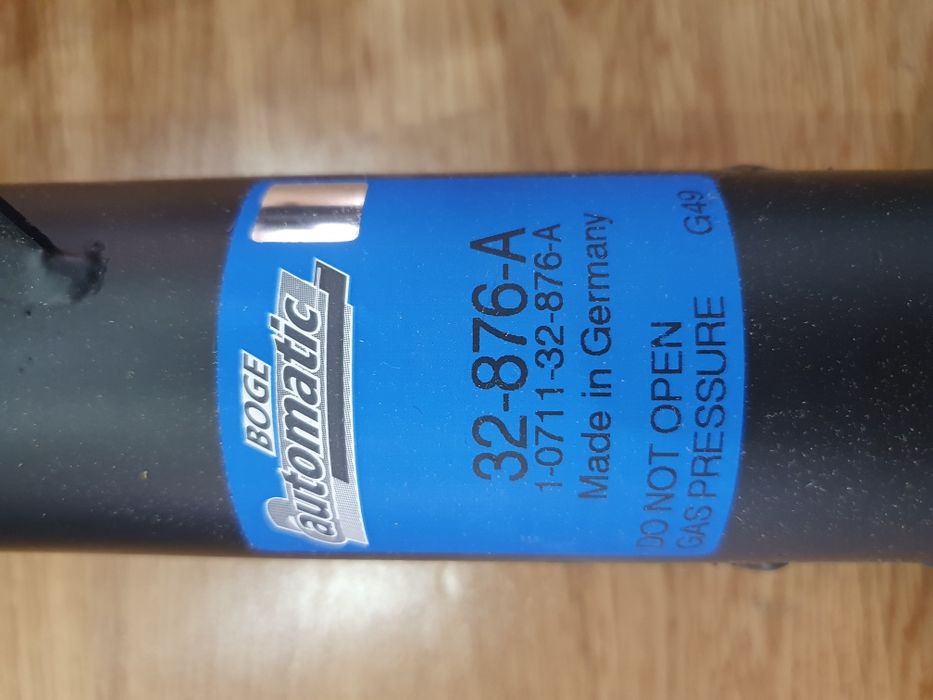 BOGE
automatic
32-876-A
1-0711-32-876-A
Made in Germany
DO NOT OPEN
GAS PRESSURE G49